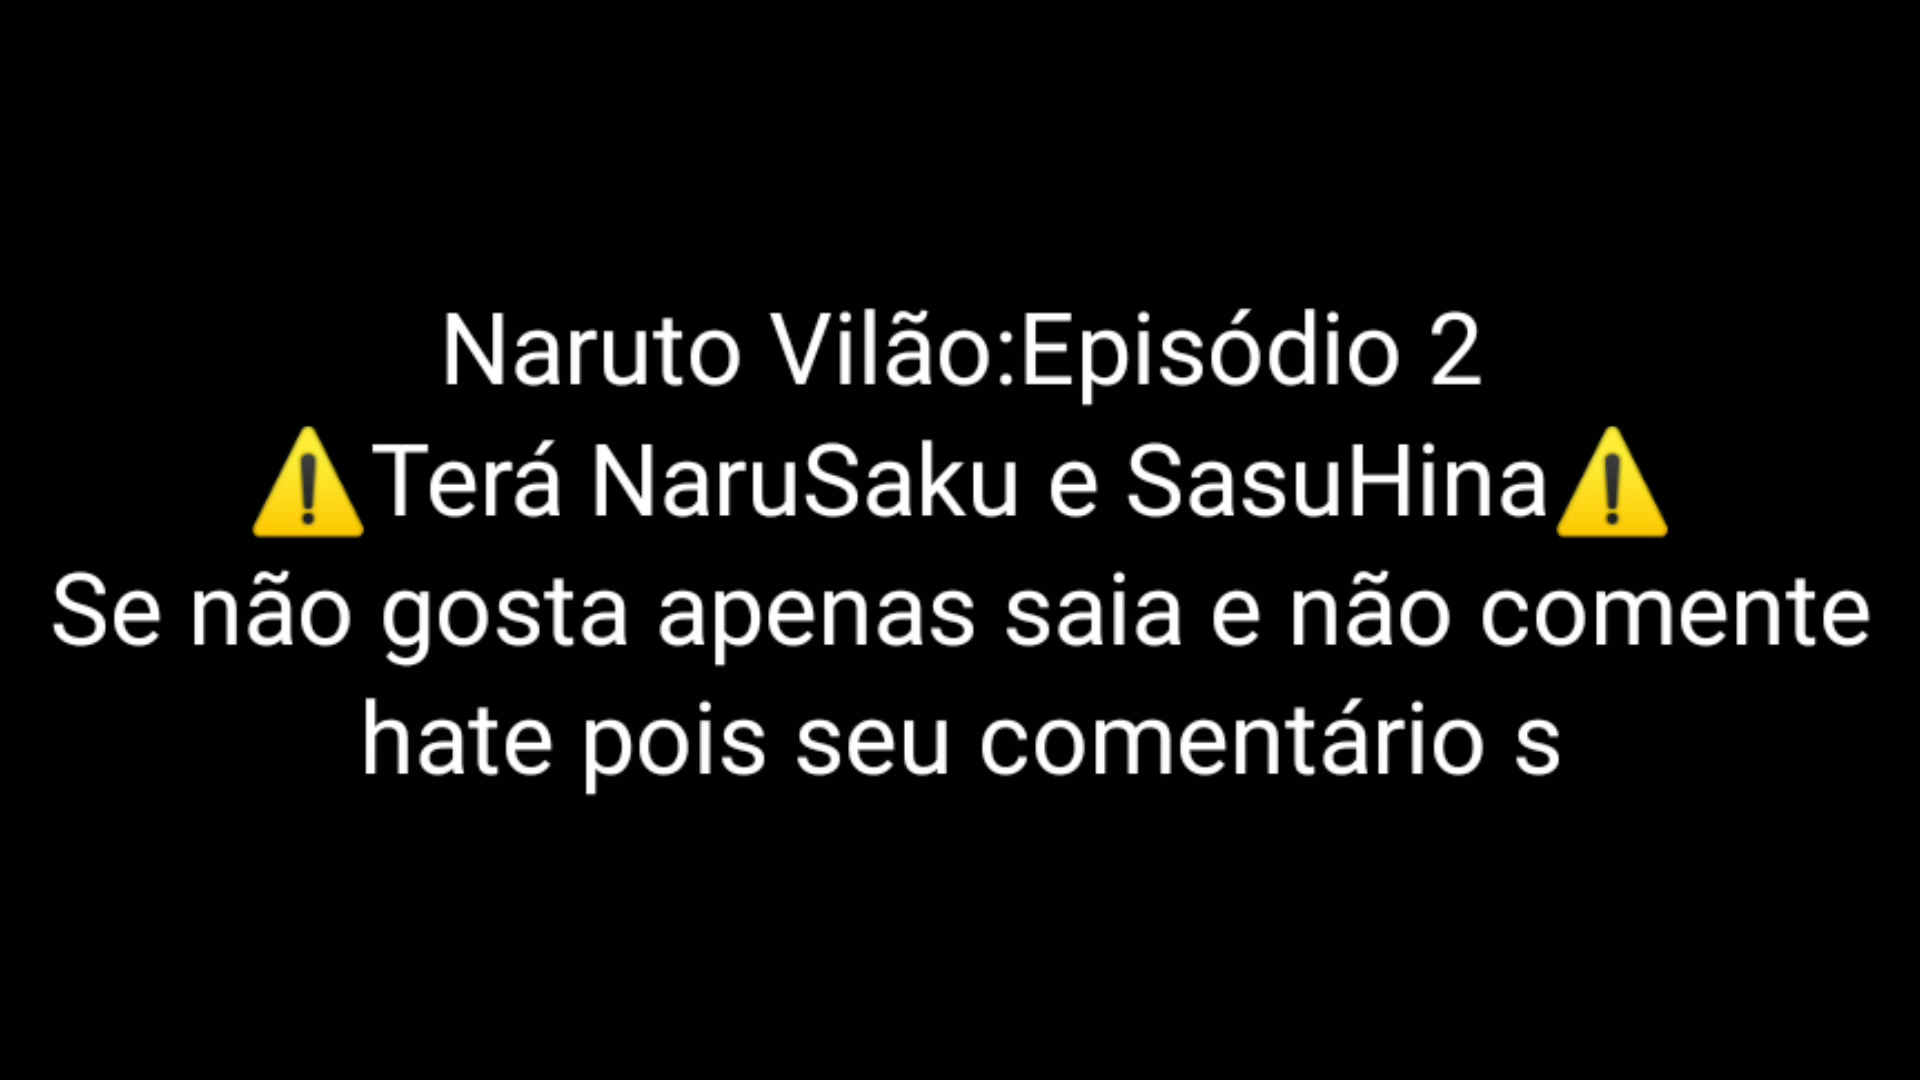 Naruto Vilão:Episódio 2
⚠️Terá NaruSaku e SasuHina⚠️
Se não gosta apenas saia e não comente
hate pois seu comentário s